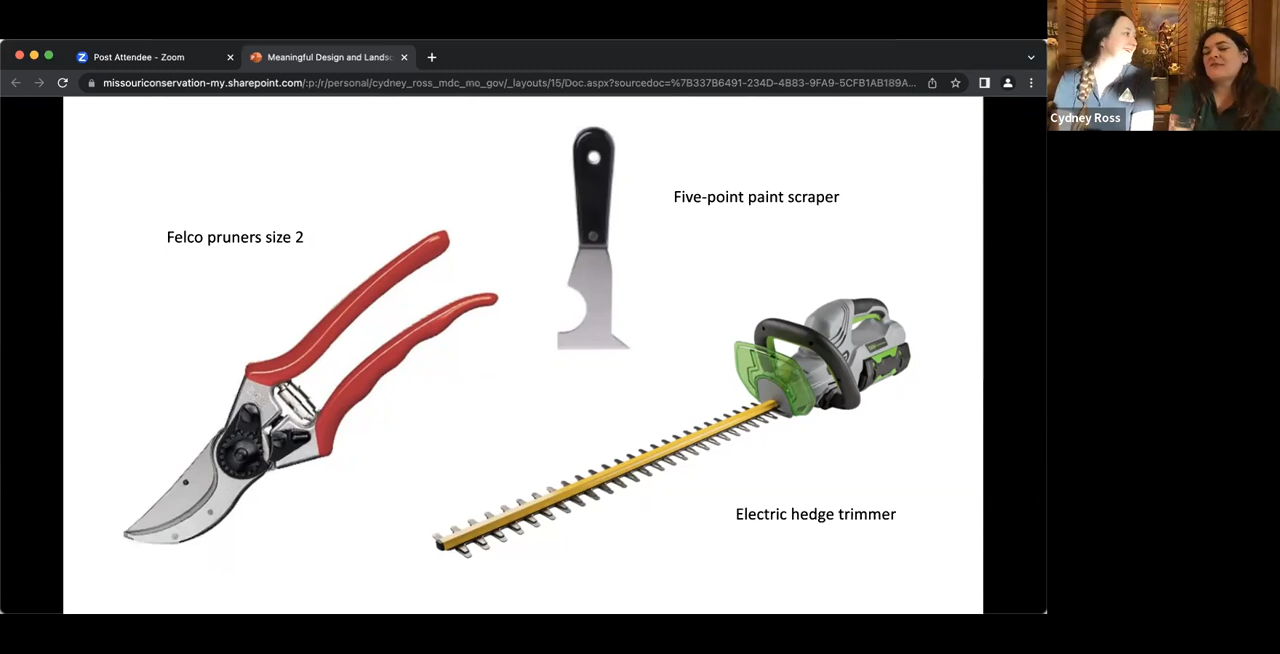 Post Attendee - Zoom
Meaningful Design and Landsc
missouriconservation-my.sharepoint.com/:p:/r/personal/cydney_ross_mdc_mo_gov/_layouts/15/Doc.aspx?sourcedoc=%7B337B6491-234D-4B83-9FA9-5CFB1AB189A...
Cydney Ross
Five-point paint scraper
Felco pruners size 2
Electric hedge trimmer